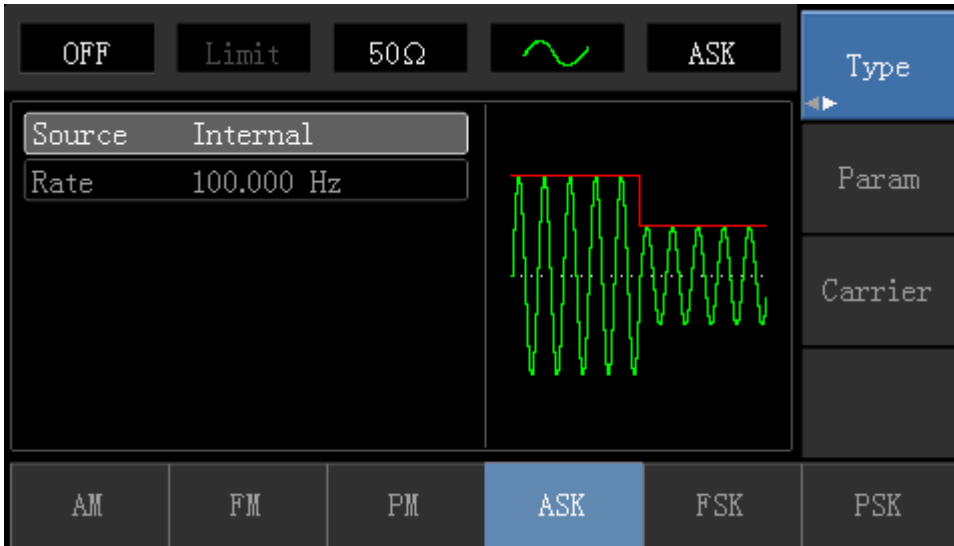 OFF Limit 50Ω ASK
Type
Source Internal
Rate 100.000 Hz
Param
Carrier
AM FM PM ASK FSK PSK